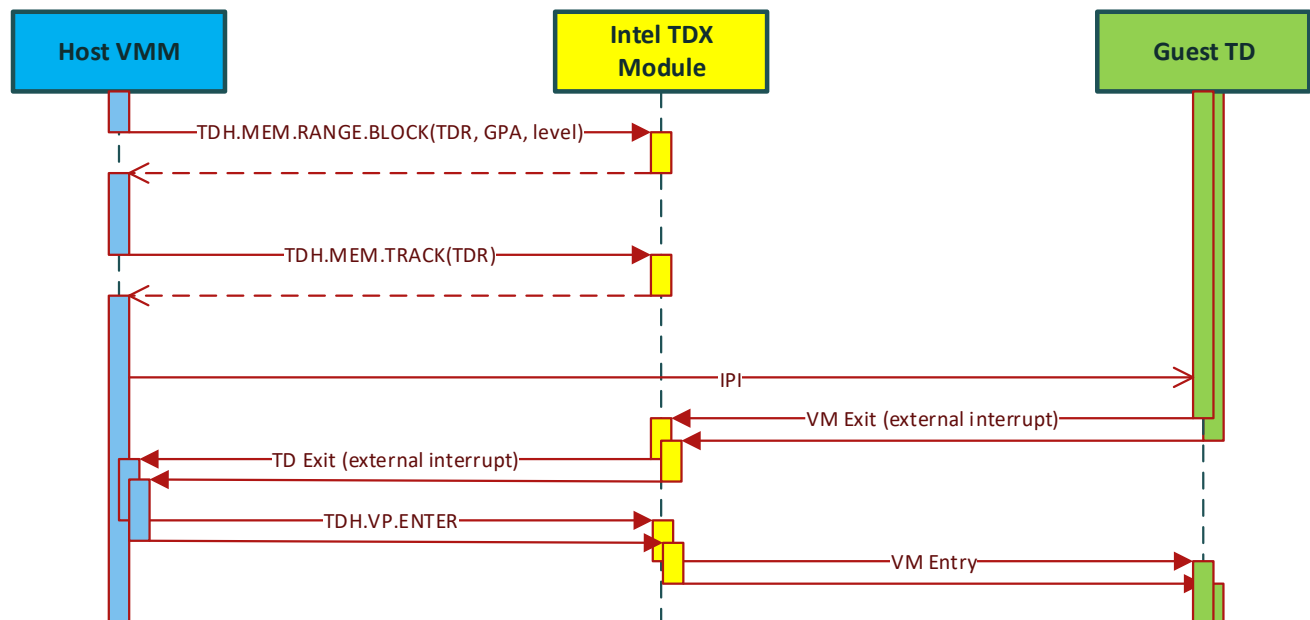 Host VMM
Intel TDX
Module
Guest TD
TDH.MEM.RANGE.BLOCK(TDR, GPA, level)
TDH.MEM.TRACK(TDR)
IPI
VM Exit (external interrupt)
TD Exit (external interrupt)
TDH.VP.ENTER
VM Entry